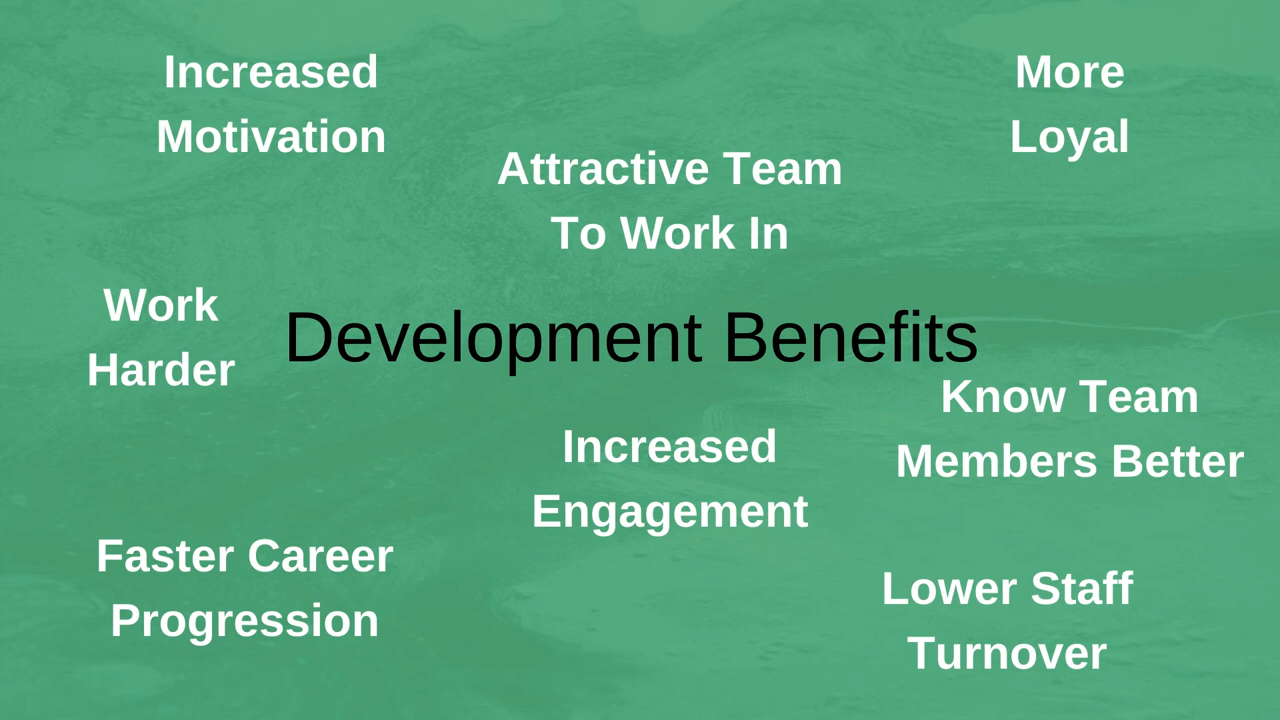 Increased
Motivation
More
Loyal
Attractive Team
To Work In
Work
Harder
Development Benefits
Know Team
Members Better
Increased
Engagement
Faster Career
Progression
Lower Staff
Turnover